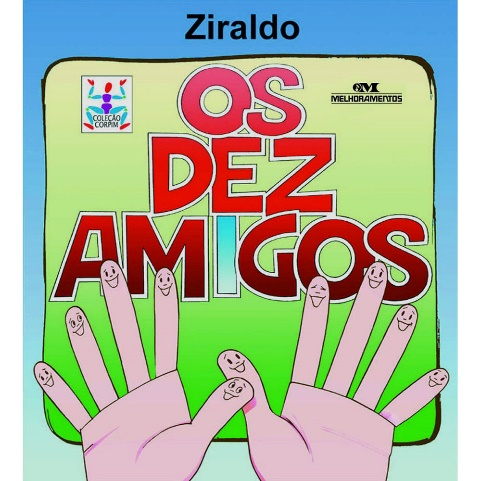 Ziraldo
COLEÇÃO
CORPIM
MELHORAMENTOS
OS
DEZ
AMIGOS